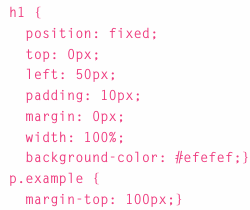 h1 {
  position: fixed;
  top: 0px;
  left: 50px;
  padding: 10px;
  margin: 0px;
  width: 100%;
  background-color: #efefef;}
p.example {
  margin-top: 100px;}